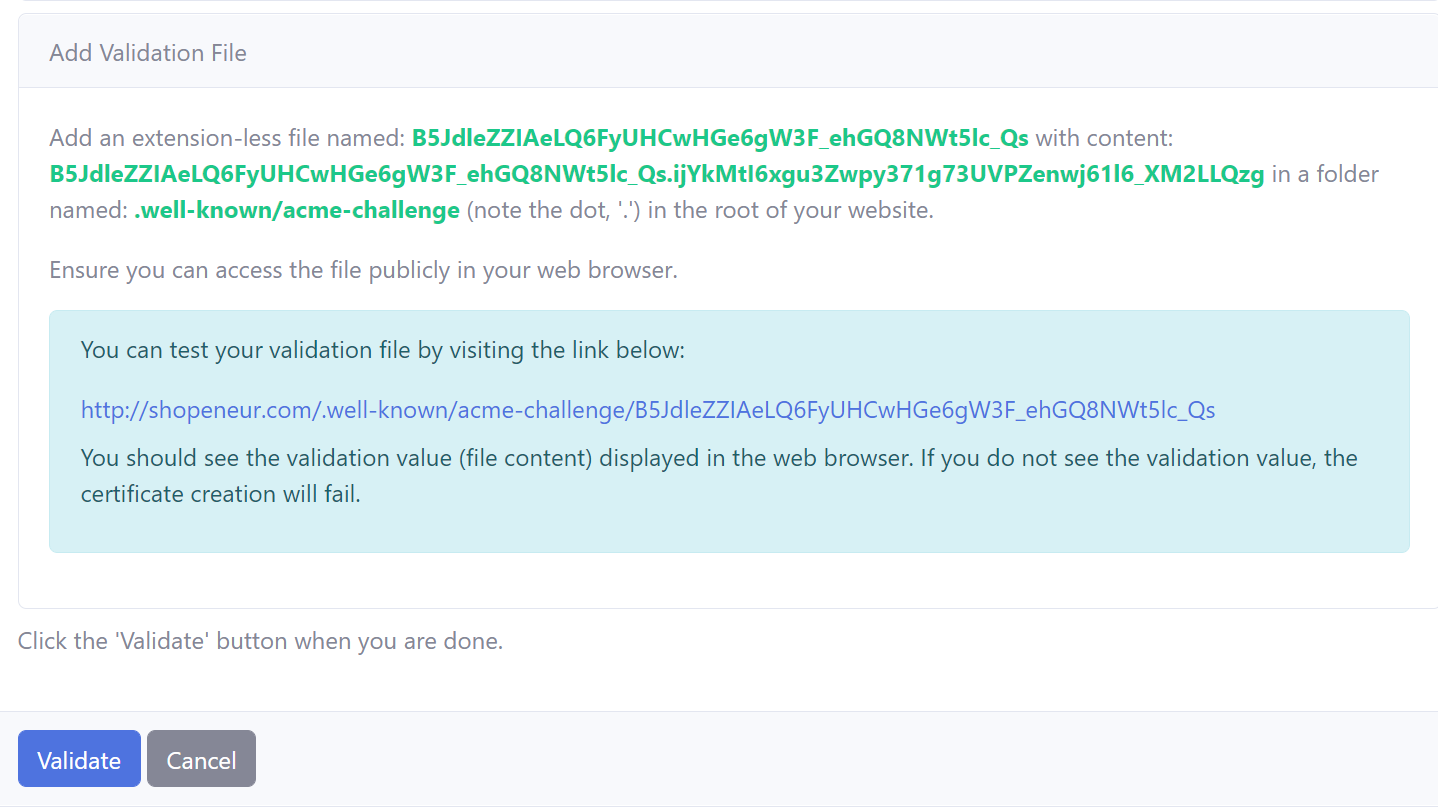 Add Validation File
Add an extension-less file named: B5JdleZZIAeLQ6FyUHCwHGe6gW3F_ehGQ8NWt5lc_Qs with content:
B5JdleZZIAeLQ6FyUHCwHGe6gW3F_ehGQ8NWt5lc_Qs.ijYkMtI6xgu3Zwpy371g73UVPZenwj61l6_XM2LLQzg in a folder
named: .well-known/acme-challenge (note the dot, '.') in the root of your website.
Ensure you can access the file publicly in your web browser.
You can test your validation file by visiting the link below:
http://shopeneur.com/.well-known/acme-challenge/B5JdleZZIAeLQ6FyUHCwHGe6gW3F_ehGQ8NWt5lc_Qs
You should see the validation value (file content) displayed in the web browser. If you do not see the validation value, the
certificate creation will fail.
Click the 'Validate' button when you are done.
Validate Cancel